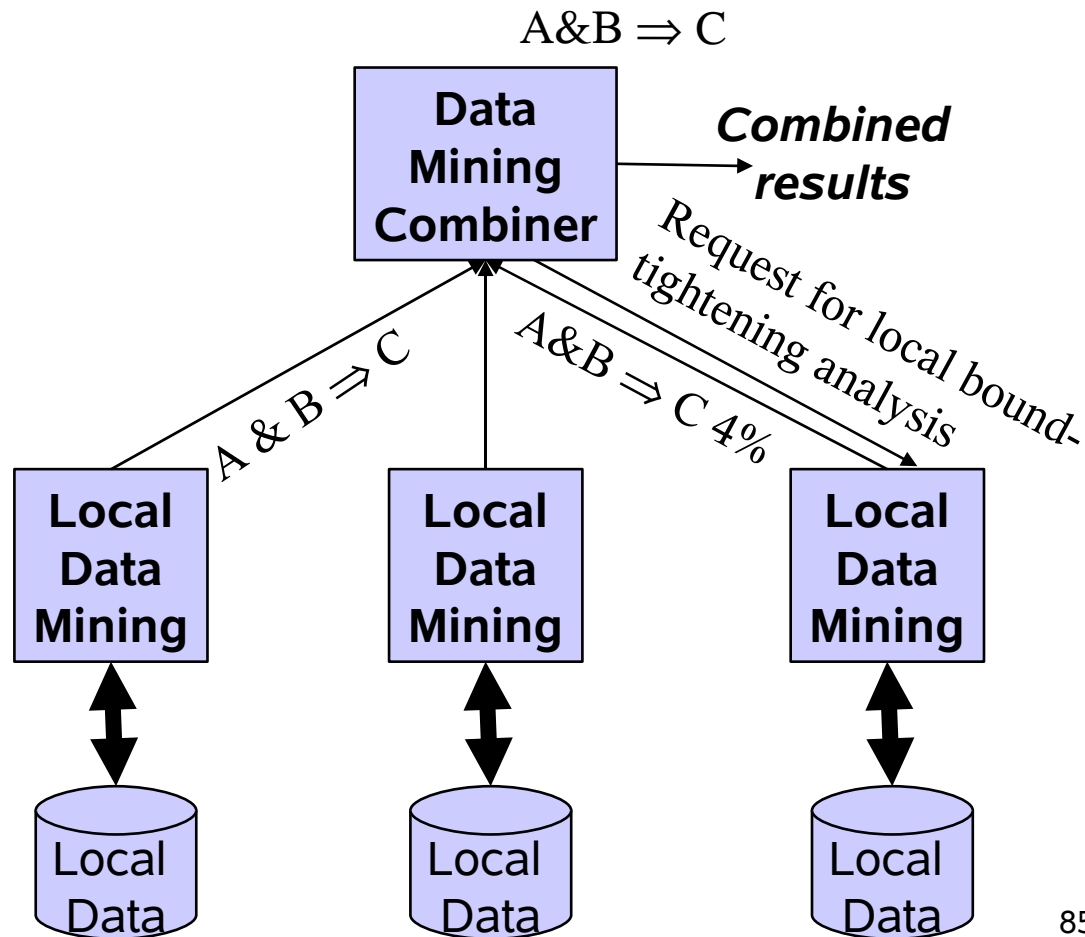 A&B ⇒ C
Data
Mining
Combiner
Combined
results
Request for local bound-
tightening analysis
A & B ⇒ C
A&B ⇒ C 4%
Local
Data
Mining
Local
Data
Mining
Local
Data
Mining
Local
Data
Local
Data
Local
Data
85